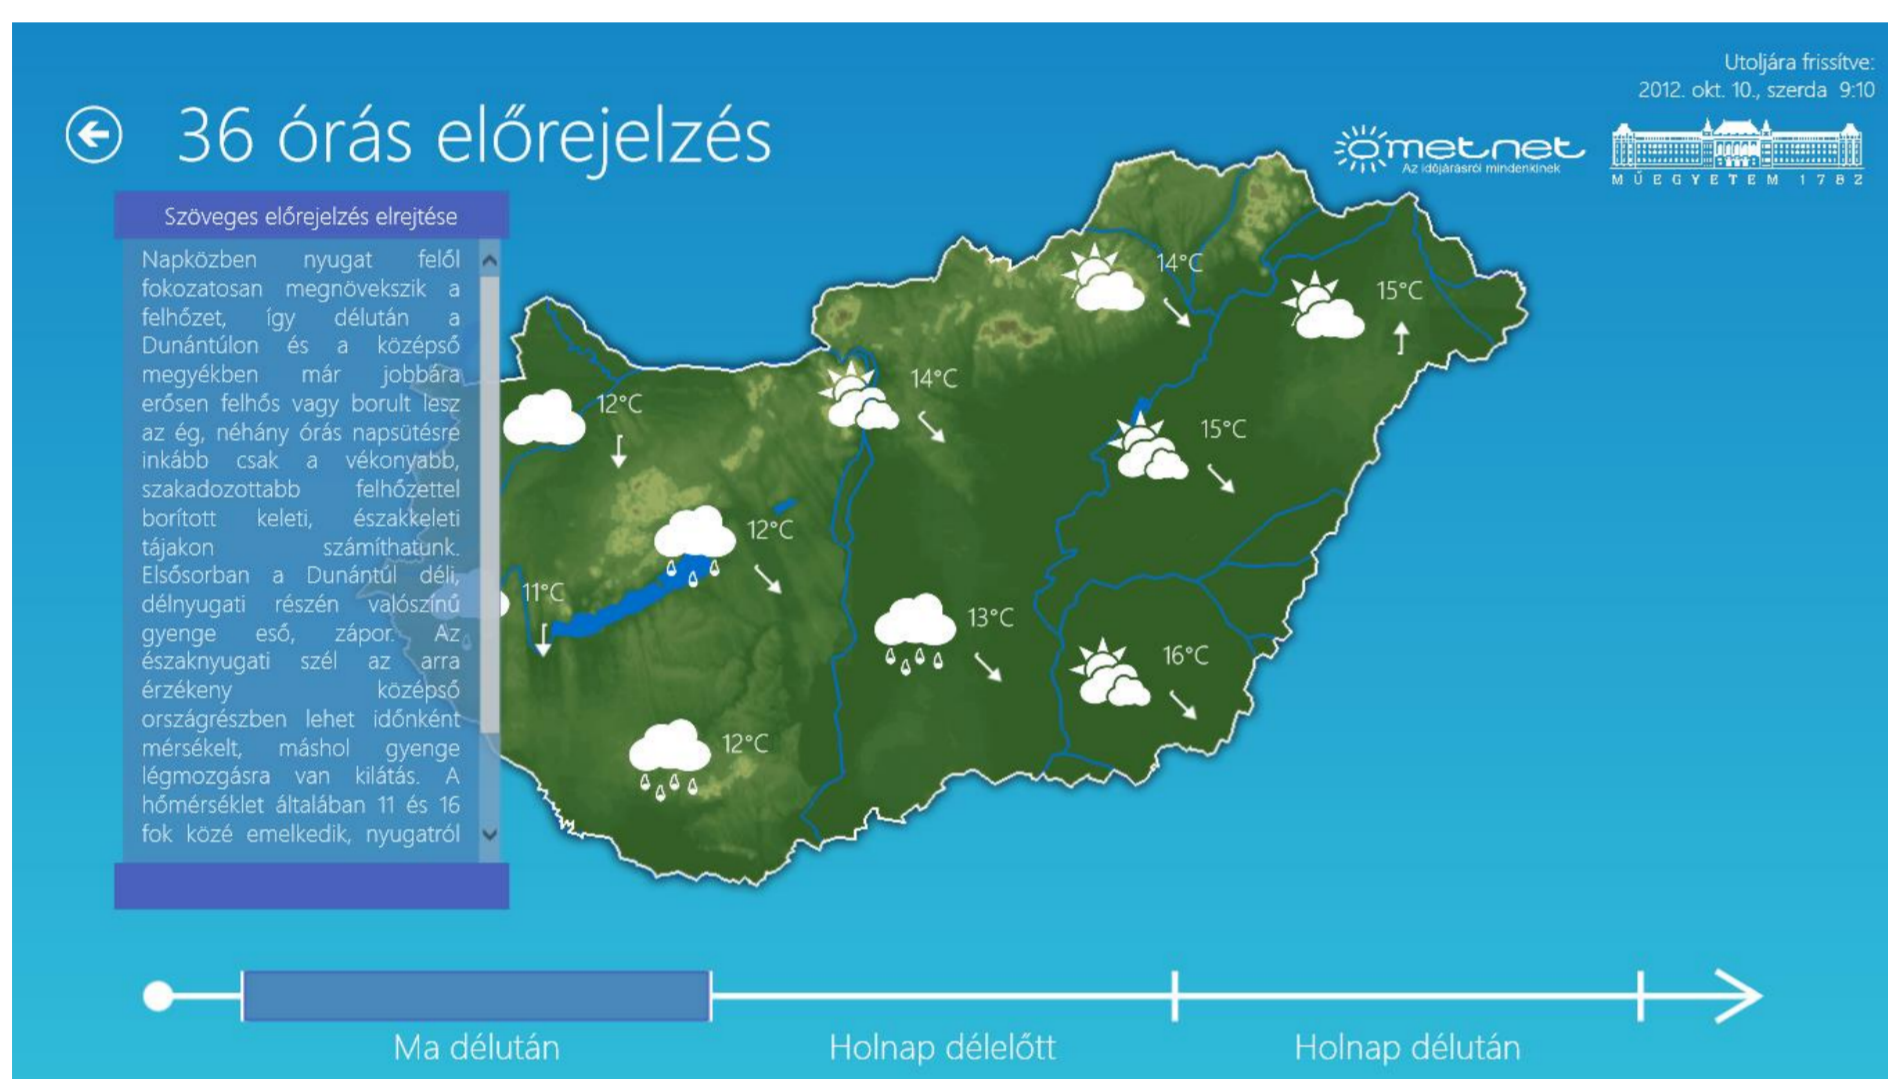 Utoljára frissítve:
2012. okt. 10., szerda 9:10
36 órás előrejelzés
metnet
Az időjárásról mindenkinek
MŰEGYETEM 1782
Szöveges előrejelzés elrejtése
Napközben nyugat felől
fokozatosan megnövekszik a
felhőzet, így délután a
Dunántúlon és a középső
megyékben már jobbára
erősen felhős vagy borult lesz
az ég, néhány órás napsütésre
inkább csak a vékonyabb,
szakadozottabb felhőzettel
borított keleti, északkeleti
tájakon számíthatunk.
Elsősorban a Dunántúl déli,
délnyugati részén valószínű
gyenge eső, zápor. Az
északnyugati szél az arra
érzékeny középső
országrészben lehet időnként
mérsékelt, máshol gyenge
légmozgásra van kilátás. A
hőmérséklet általában 11 és 16
fok közé emelkedik, nyugatról
14°C
15°C
14°C
12°C
15°C
12°C
11°C
13°C
16°C
12°C
Ma délután
Holnap délelőtt
Holnap délután